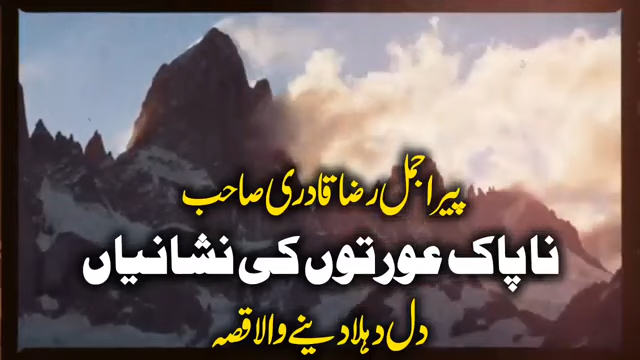 پیر اجمل رضا قادری صاحب
ناپاک عورتوں کی نشانیاں
دل دہلا دینے والا قصہ